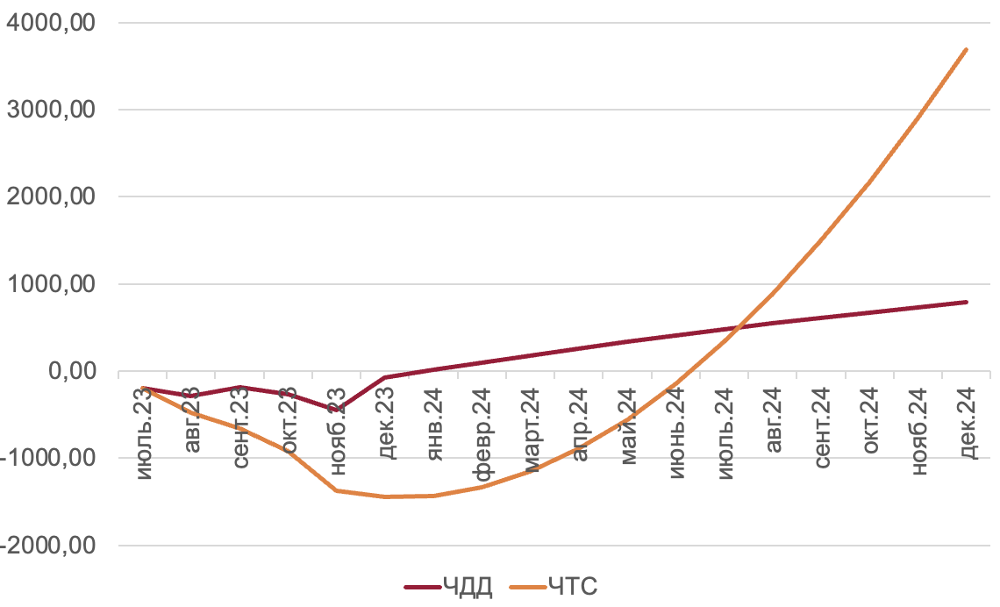 4000,00
3000,00
2000,00
1000,00
0,00
-1000,00
-2000,00
июль.23
авг.23
сент.23
окт.23
нояб.23
дек.23
янв.24
февр.24
март.24
апр.24
май.24
июнь.24
июль.24
авг.24
сент.24
окт.24
нояб.24
дек.24
ЧДД ЧТС